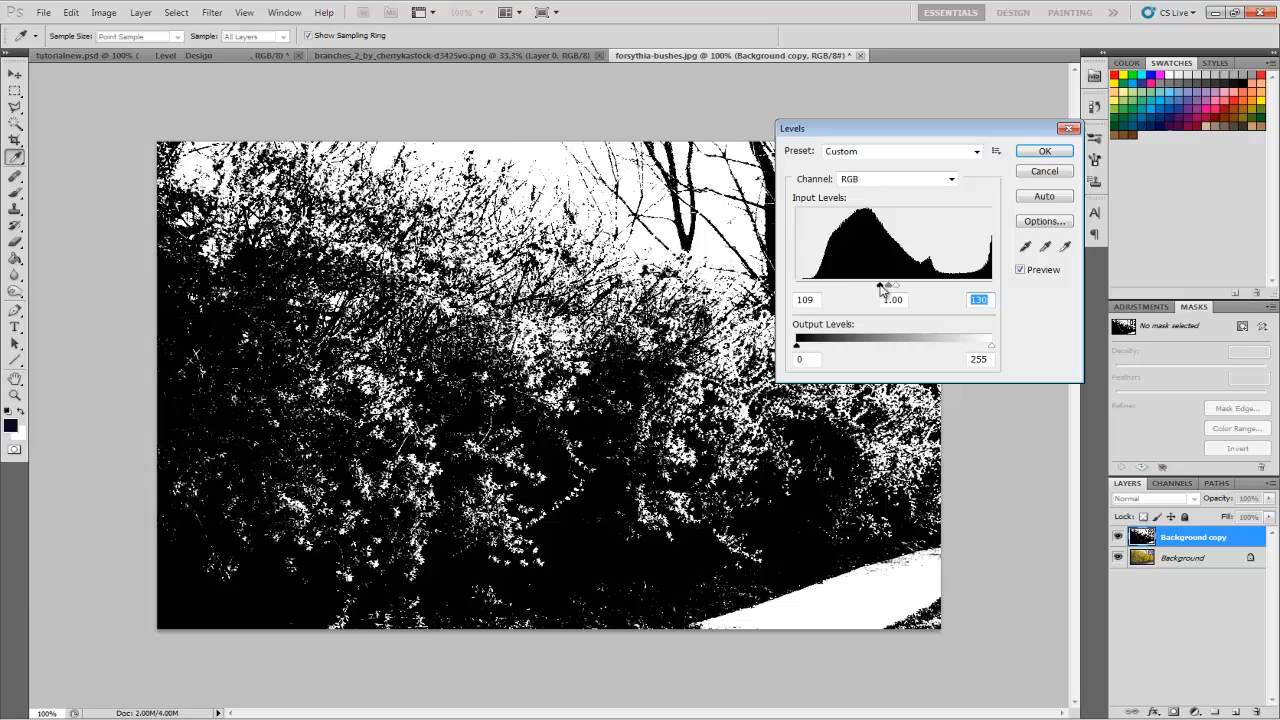 Ps File Edit Image Layer Select Filter Analysis View Window Help 100% ESSENTIALS DESIGN PAINTING CS Live
Sample Size: Point Sample Sample: All Layers Show Sampling Ring
tutorialnew.psd @ 100% ( Level Design , RGB/8) *
branches_2_by_cherrykastock-d3425vo.png @ 33.3% (Layer 0, RGB/8)
forsythia-bushes.jpg @ 100% (Background copy, RGB/8#) *
Levels
Preset: Custom
OK
Channel: RGB
Cancel
Input Levels:
Auto
Options...
Preview
109 1.00 130
Output Levels:
0 255
COLOR SWATCHES STYLES
ADJUSTMENTS MASKS
No mask selected
Density:
Feather:
Refine: Mask Edge...
Color Range...
Invert
LAYERS CHANNELS PATHS
Normal Opacity: 100%
Lock: Fill: 100%
Background copy
Background
100% Doc: 2.00M/4.00M